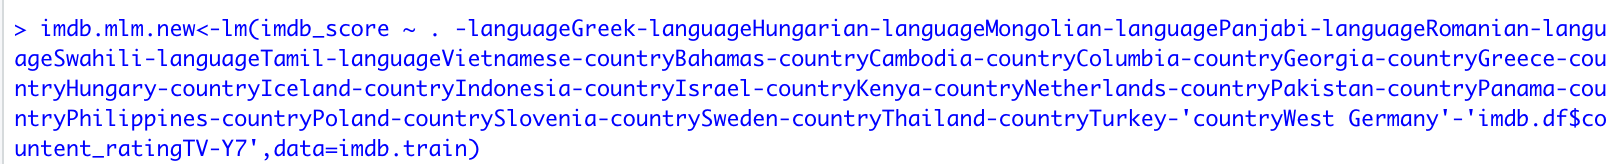 > imdb.mlm.new<-lm(imdb_score ~ . -languageGreek-languageHungarian-languageMongolian-languagePanjabi-languageRomanian-langu
ageSwahili-languageTamil-languageVietnamese-countryBahamas-countryCambodia-countryColumbia-countryGeorgia-countryGreece-cou
ntryHungary-countryIceland-countryIndonesia-countryIsrael-countryKenya-countryNetherlands-countryPakistan-countryPanama-cou
ntryPhilippines-countryPoland-countrySlovenia-countrySweden-countryThailand-countryTurkey-'countryWest Germany'-'imdb.df$co
untent_ratingTV-Y7',data=imdb.train)